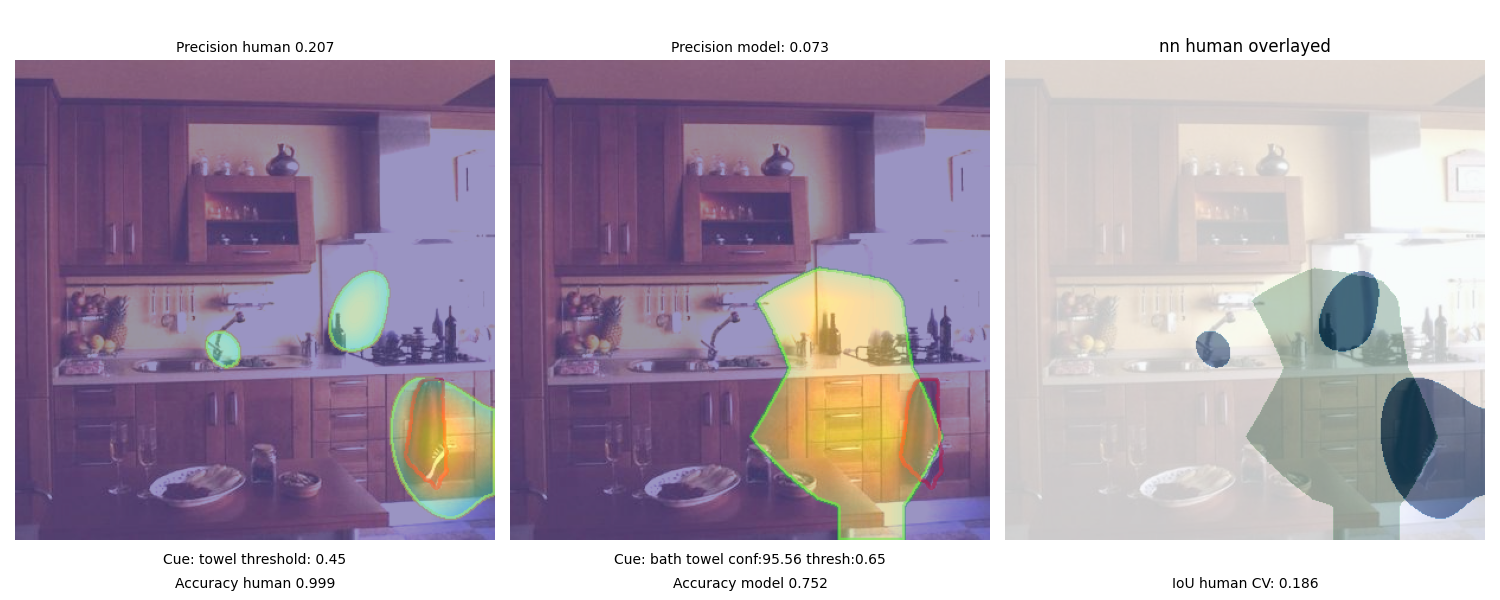 Precision human 0.207
Precision model: 0.073
nn human overlayed
Cue: towel threshold: 0.45
Accuracy human 0.999
Cue: bath towel conf:95.56 thresh:0.65
Accuracy model 0.752
IoU human CV: 0.186